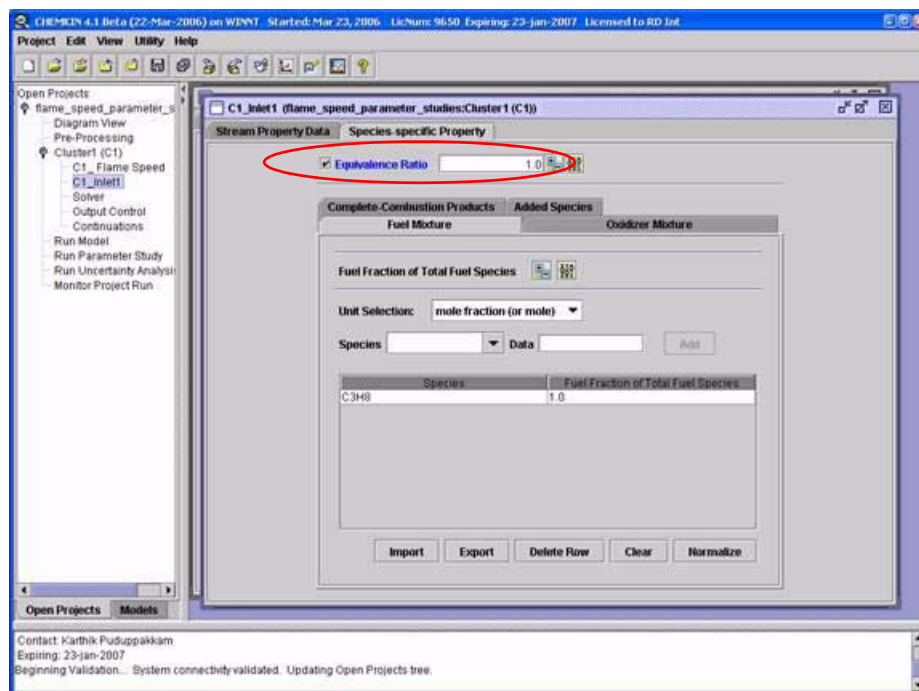 CHEMKIN 4.1 Beta (22-Mar-2006) on WINNT Started: Mar 23, 2006 LicNum: 9650 Expiring: 23-jan-2007 Licensed to RD Int
Project Edit View Utility Help
Open Projects
flame_speed_parameter_s
Diagram View
Pre-Processing
Cluster1 (C1)
C1_ Flame Speed
C1_Inlet1
Solver
Output Control
Continuations
Run Model
Run Parameter Study
Run Uncertainty Analysi
Monitor Project Run
Open Projects Models
C1_Inlet1 (flame_speed_parameter_studies:Cluster1 (C1))
Stream Property Data Species-specific Property
Equivalence Ratio 1.0
Complete-Combustion Products Added Species
Fuel Mixture Oxidizer Mixture
Fuel Fraction of Total Fuel Species
Unit Selection: mole fraction (or mole)
Species Data Add
Species Fuel Fraction of Total Fuel Species
C3H8 1.0
Import Export Delete Row Clear Normalize
Contact: Karthik Puduppakkam
Expiring: 23-jan-2007
Beginning Validation... System connectivity validated. Updating Open Projects tree.